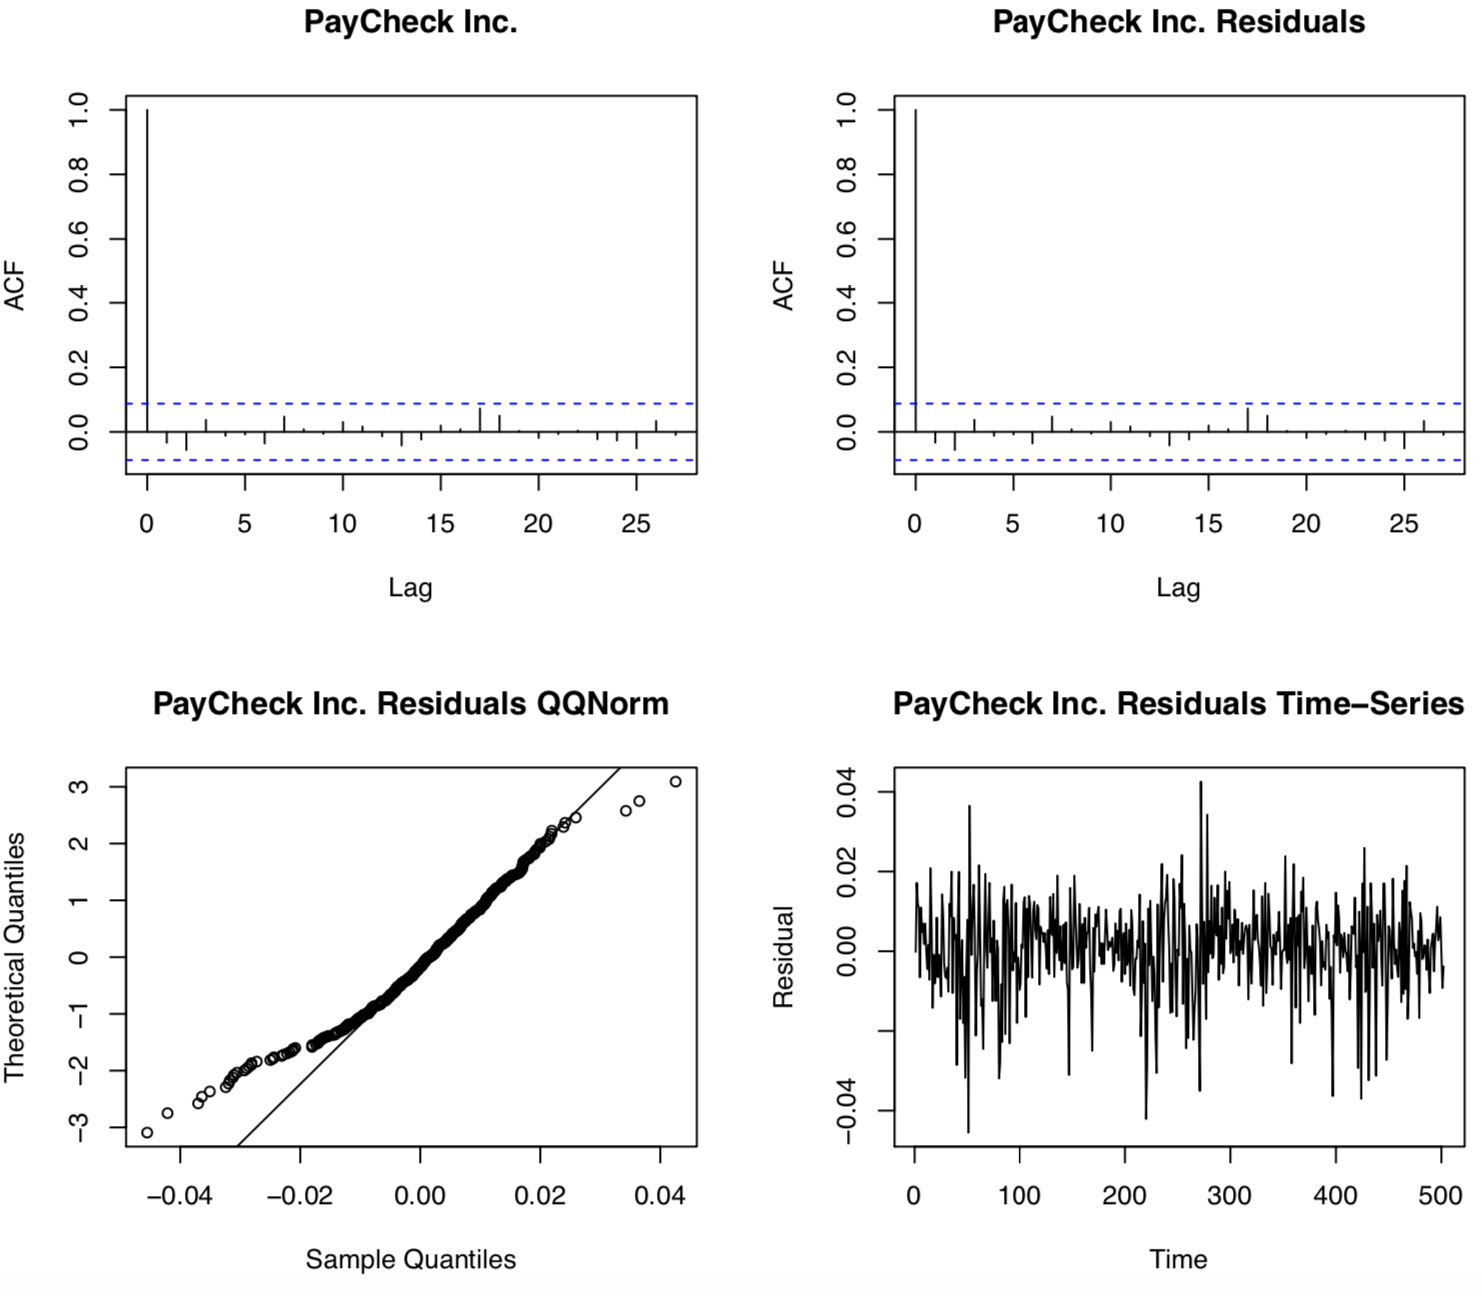 PayCheck Inc.
ACF
0.0 0.2 0.4 0.6 0.8 1.0
0 5 10 15 20 25
Lag
PayCheck Inc. Residuals
ACF
0.0 0.2 0.4 0.6 0.8 1.0
0 5 10 15 20 25
Lag
PayCheck Inc. Residuals QQNorm
Theoretical Quantiles
−3 −2 −1 0 1 2 3
−0.04 −0.02 0.00 0.02 0.04
Sample Quantiles
PayCheck Inc. Residuals Time−Series
Residual
−0.04 0.00 0.02 0.04
0 100 200 300 400 500
Time